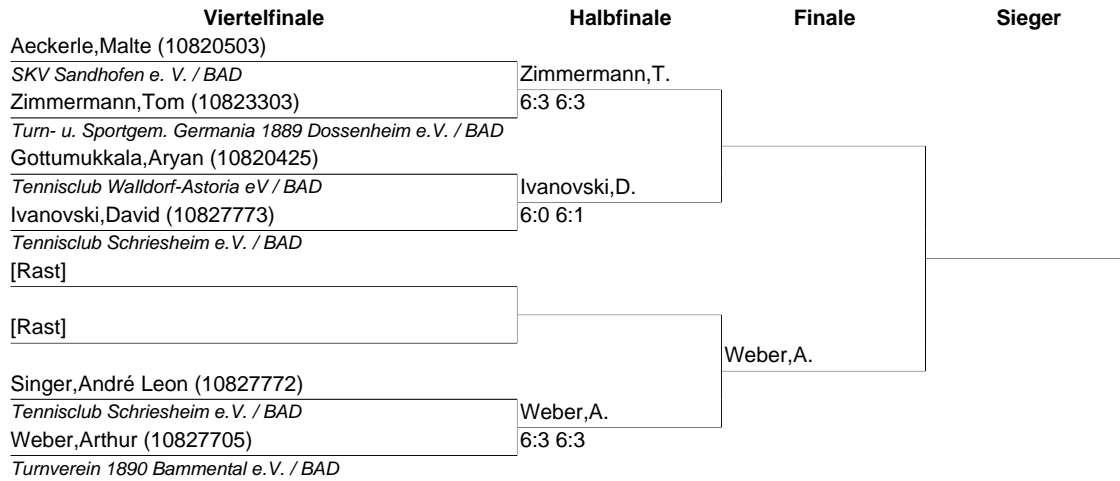 Viertelfinale Halbfinale Finale Sieger
Aeckerle,Malte (10820503)
SKV Sandhofen e. V. / BAD Zimmermann,T.
Zimmermann,Tom (10823303) 6:3 6:3
Turn- u. Sportgem. Germania 1889 Dossenheim e.V. / BAD
Gottumukkala,Aryan (10820425)
Tennisclub Walldorf-Astoria eV / BAD Ivanovski,D.
Ivanovski,David (10827773) 6:0 6:1
Tennisclub Schriesheim e.V. / BAD
[Rast]
[Rast]
Weber,A.
Singer,André Leon (10827772)
Tennisclub Schriesheim e.V. / BAD Weber,A.
Weber,Arthur (10827705) 6:3 6:3
Turnverein 1890 Bammental e.V. / BAD